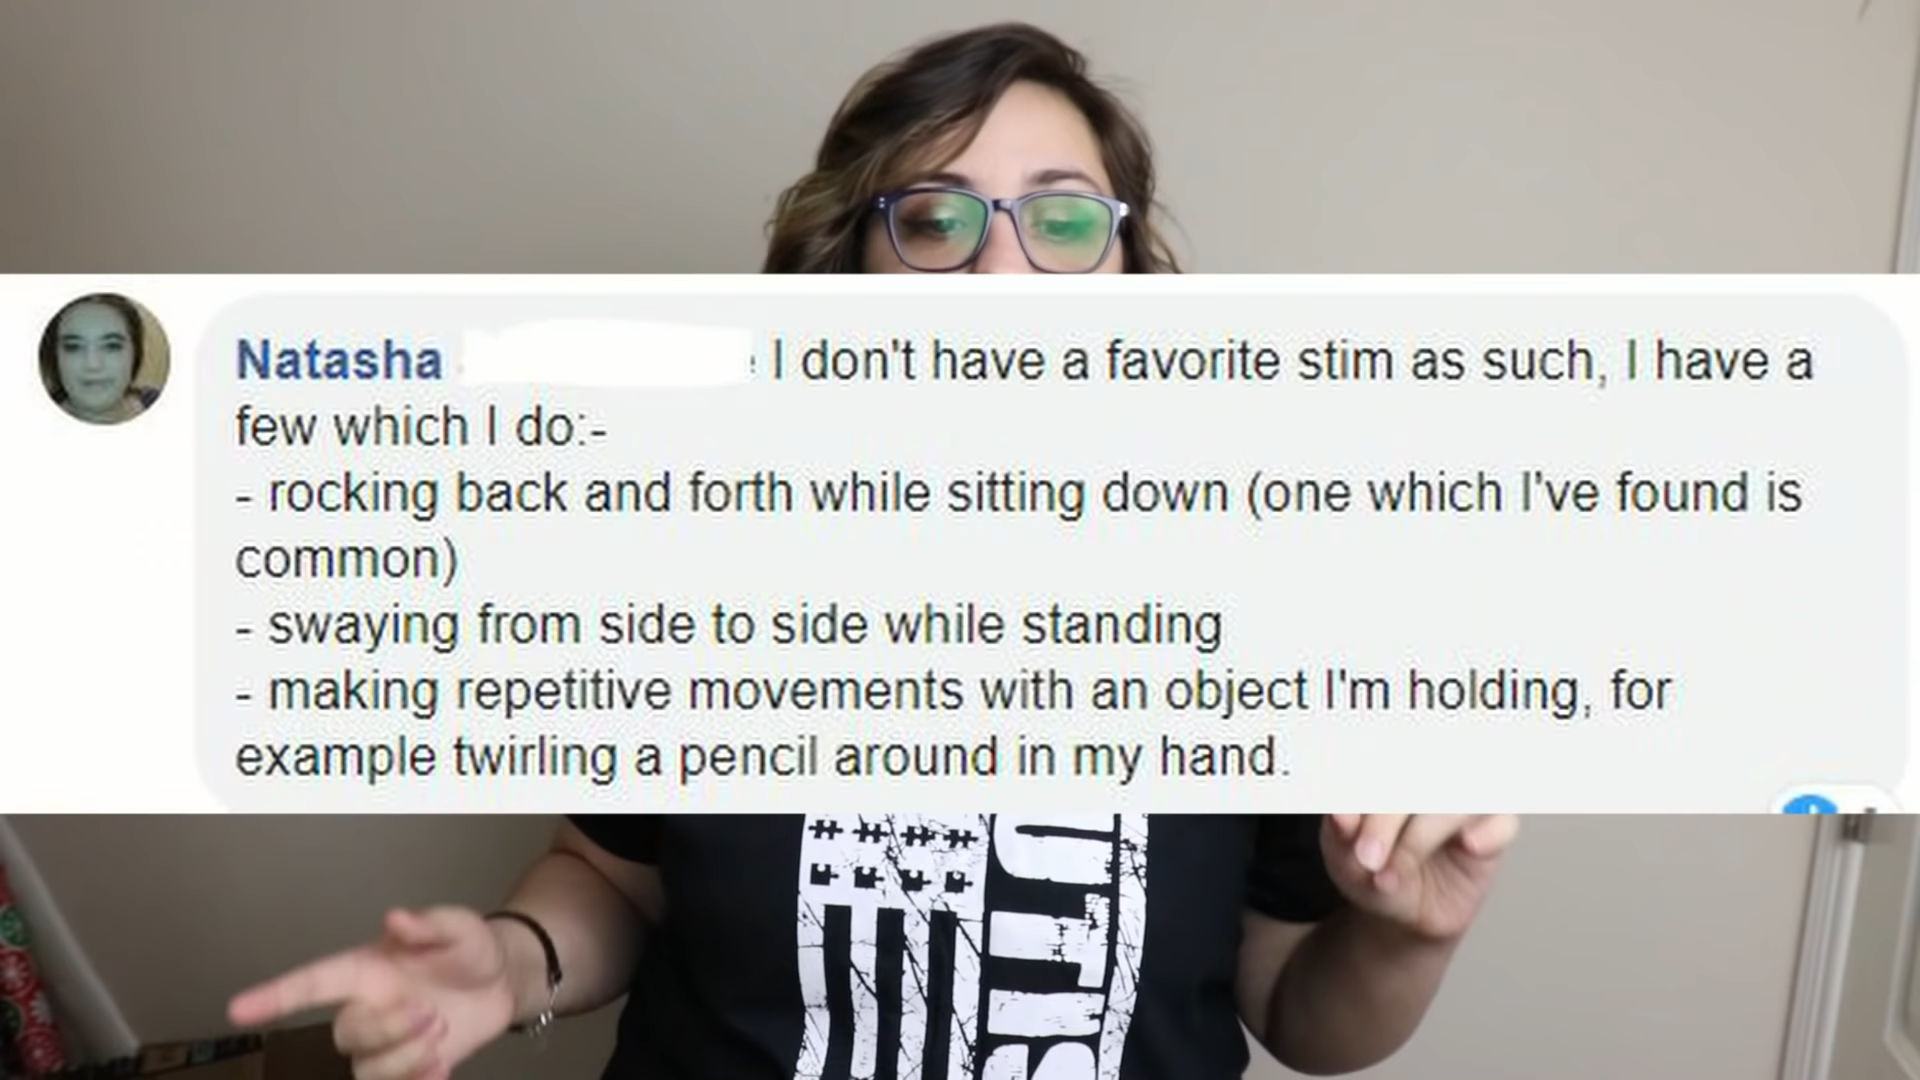 Natasha I don't have a favorite stim as such, I have a
few which I do:-
- rocking back and forth while sitting down (one which I've found is
common)
- swaying from side to side while standing
- making repetitive movements with an object I'm holding, for
example twirling a pencil around in my hand.